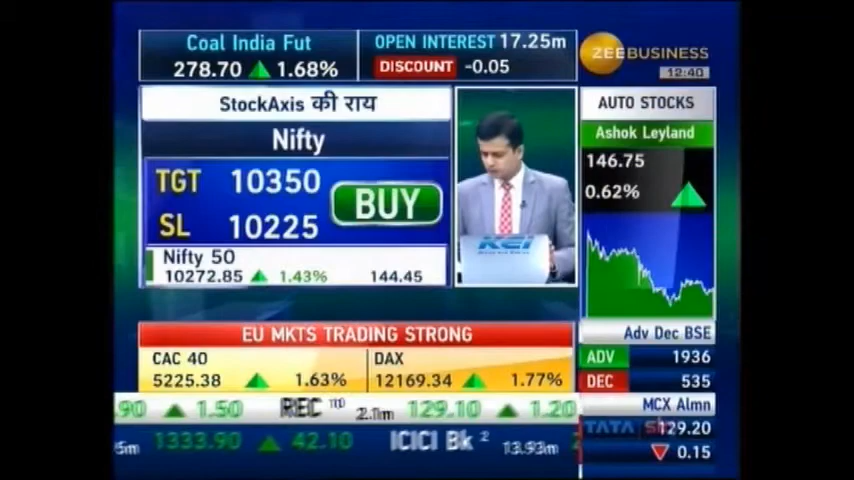 Coal India Fut
278.70 ▲ 1.68%
OPEN INTEREST 17.25m
DISCOUNT -0.05
ZEEBUSINESS
12:40
StockAxis की राय
Nifty
TGT 10350
SL 10225
BUY
Nifty 50
10272.85 ▲ 1.43% 144.45
KEI
AUTO STOCKS
Ashok Leyland
146.75
0.62% ▲
EU MKTS TRADING STRONG
CAC 40
5225.38 ▲ 1.63%
DAX
12169.34 ▲ 1.77%
Adv Dec BSE
ADV 1936
DEC 535
MCX Almn
129.20
▼ 0.15
TATA
.90 ▲ 1.50 REC 2.1m 129.10 ▲ 1.20
1333.90 ▲ 42.10 ICICI Bk 2 13.93m